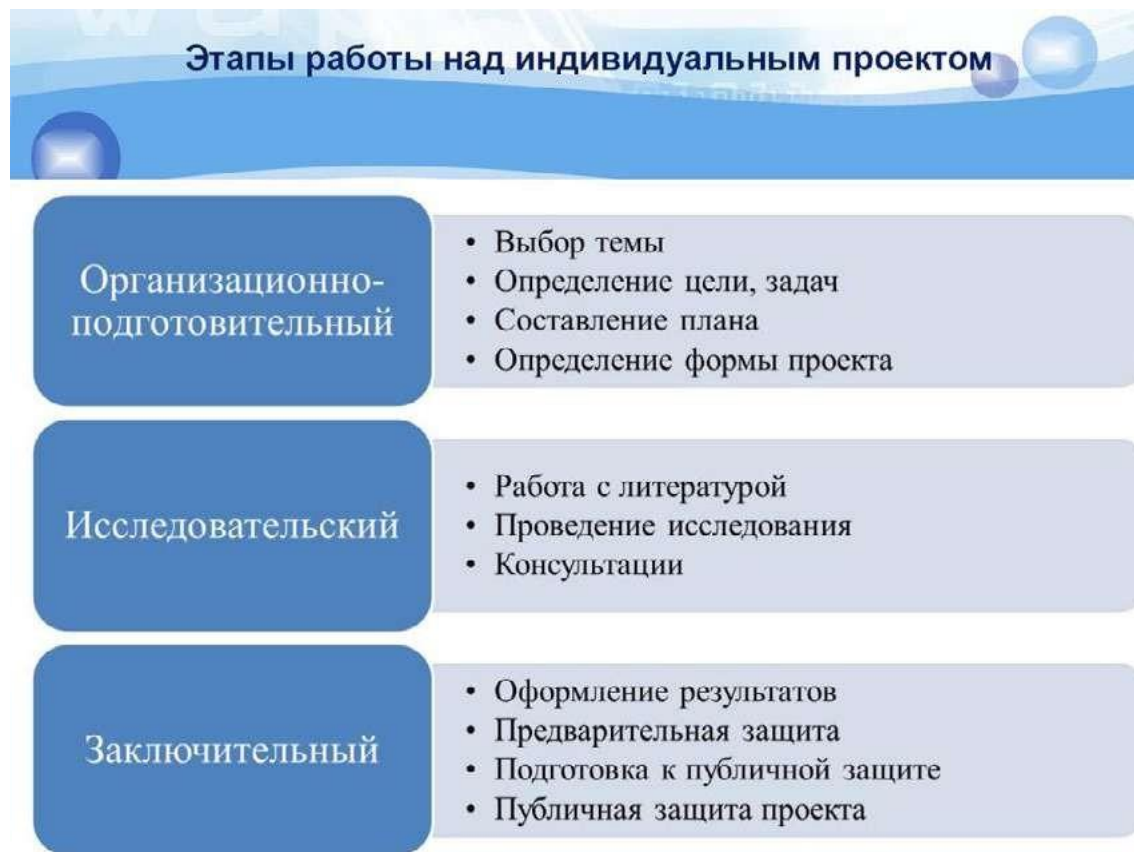 Этапы работы над индивидуальным проектом
Организационно-
подготовительный
• Выбор темы
• Определение цели, задач
• Составление плана
• Определение формы проекта
Исследовательский
• Работа с литературой
• Проведение исследования
• Консультации
Заключительный
• Оформление результатов
• Предварительная защита
• Подготовка к публичной защите
• Публичная защита проекта